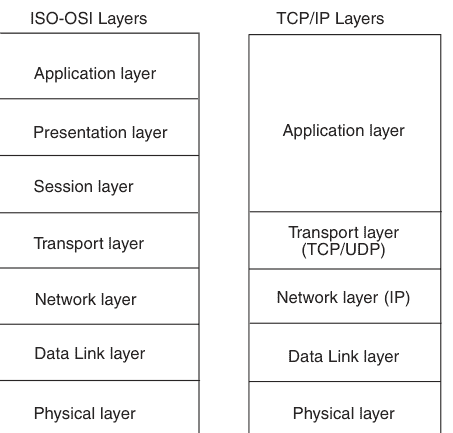 ISO-OSI Layers
Application layer
Presentation layer
Session layer
Transport layer
Network layer
Data Link layer
Physical layer
TCP/IP Layers
Application layer
Transport layer
(TCP/UDP)
Network layer (IP)
Data Link layer
Physical layer